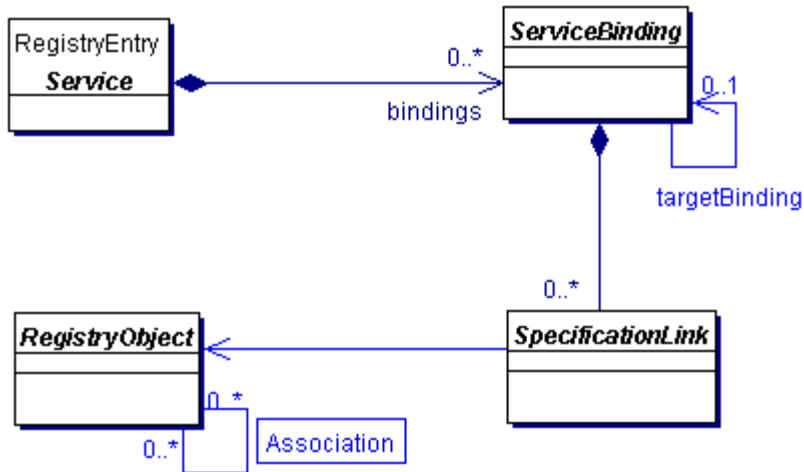 RegistryEntry
Service
0..*
bindings
ServiceBinding
0..1
targetBinding
0..*
RegistryObject
SpecificationLink
0..*
0..*
Association